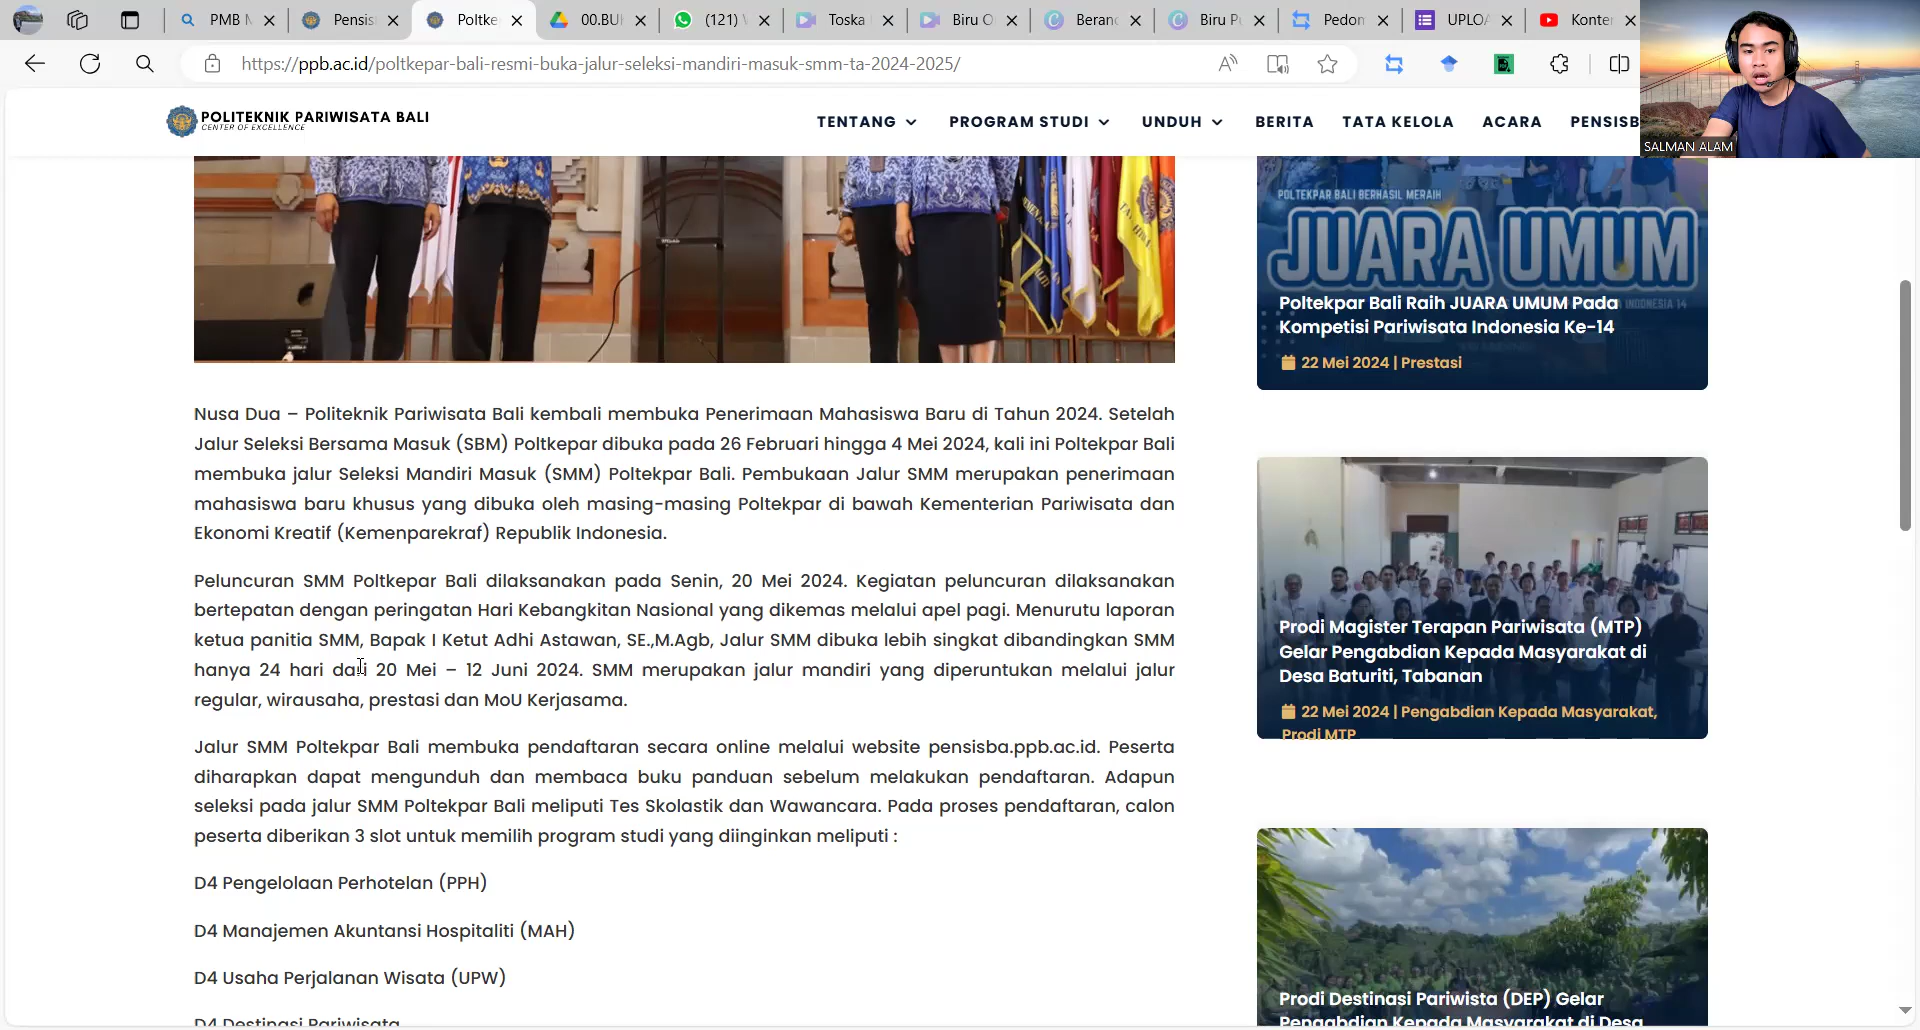 PMB M
Pensis
Poltke
00.BU
(121)
Toska
Biru O
Beran
Biru P
Pedon
UPLO
Konter
https://ppb.ac.id/poltkepar-bali-resmi-buka-jalur-seleksi-mandiri-masuk-smm-ta-2024-2025/
SALMAN ALAM
POLITEKNIK PARIWISATA BALI
CENTER OF EXCELLENCE
TENTANG
PROGRAM STUDI
UNDUH
BERITA
TATA KELOLA
ACARA
PENSISB
Nusa Dua – Politeknik Pariwisata Bali kembali membuka Penerimaan Mahasiswa Baru di Tahun 2024. Setelah
Jalur Seleksi Bersama Masuk (SBM) Poltkepar dibuka pada 26 Februari hingga 4 Mei 2024, kali ini Poltekpar Bali
membuka jalur Seleksi Mandiri Masuk (SMM) Poltekpar Bali. Pembukaan Jalur SMM merupakan penerimaan
mahasiswa baru khusus yang dibuka oleh masing-masing Poltekpar di bawah Kementerian Pariwisata dan
Ekonomi Kreatif (Kemenparekraf) Republik Indonesia.
Peluncuran SMM Poltkepar Bali dilaksanakan pada Senin, 20 Mei 2024. Kegiatan peluncuran dilaksanakan
bertepatan dengan peringatan Hari Kebangkitan Nasional yang dikemas melalui apel pagi. Menurutu laporan
ketua panitia SMM, Bapak I Ketut Adhi Astawan, SE.,M.Agb, Jalur SMM dibuka lebih singkat dibandingkan SMM
hanya 24 hari dari 20 Mei – 12 Juni 2024. SMM merupakan jalur mandiri yang diperuntukan melalui jalur
regular, wirausaha, prestasi dan MoU Kerjasama.
Jalur SMM Poltekpar Bali membuka pendaftaran secara online melalui website pensisba.ppb.ac.id. Peserta
diharapkan dapat mengunduh dan membaca buku panduan sebelum melakukan pendaftaran. Adapun
seleksi pada jalur SMM Poltekpar Bali meliputi Tes Skolastik dan Wawancara. Pada proses pendaftaran, calon
peserta diberikan 3 slot untuk memilih program studi yang diinginkan meliputi :
D4 Pengelolaan Perhotelan (PPH)
D4 Manajemen Akuntansi Hospitaliti (MAH)
D4 Usaha Perjalanan Wisata (UPW)
D4 Destinasi Pariwisata
POLTEKPAR BALI BERHASIL MERAIH
JUARA UMUM
Poltekpar Bali Raih JUARA UMUM Pada
Kompetisi Pariwisata Indonesia Ke-14
22 Mei 2024 | Prestasi
Prodi Magister Terapan Pariwisata (MTP)
Gelar Pengabdian Kepada Masyarakat di
Desa Baturiti, Tabanan
22 Mei 2024 | Pengabdian Kepada Masyarakat,
Prodi MTP
Prodi Destinasi Pariwista (DEP) Gelar
Pengabdian Kepada Masyarakat di Desa